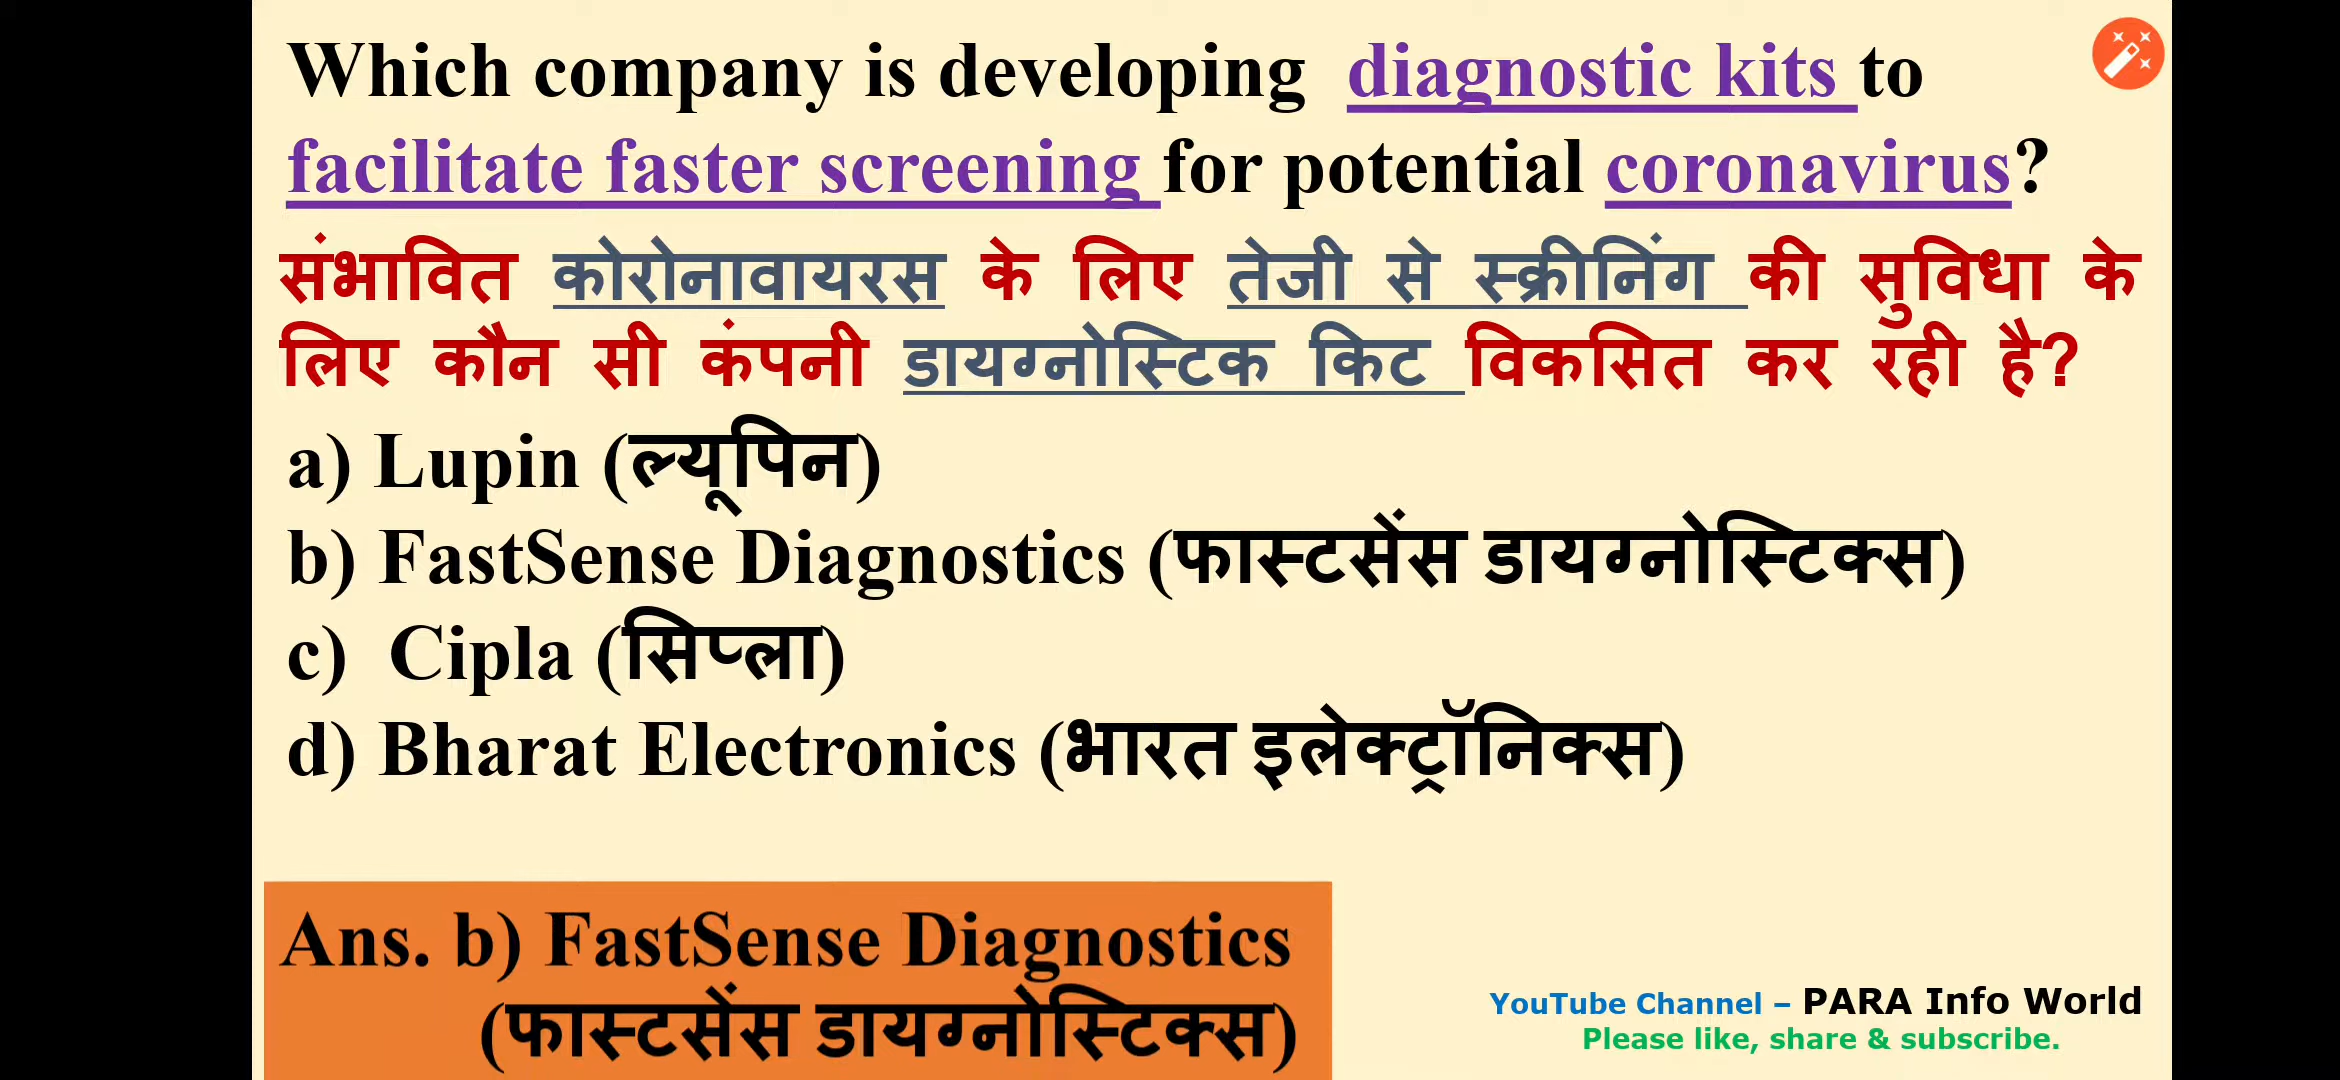 Which company is developing diagnostic kits to
facilitate faster screening for potential coronavirus?
संभावित कोरोनावायरस के लिए तेजी से स्क्रीनिंग की सुविधा के
लिए कौन सी कंपनी डायग्नोस्टिक किट विकसित कर रही है?
a) Lupin (ल्यूपिन)
b) FastSense Diagnostics (फास्टसेंस डायग्नोस्टिक्स)
c) Cipla (सिप्ला)
d) Bharat Electronics (भारत इलेक्ट्रॉनिक्स)
Ans. b) FastSense Diagnostics
(फास्टसेंस डायग्नोस्टिक्स)
YouTube Channel – PARA Info World
Please like, share & subscribe.